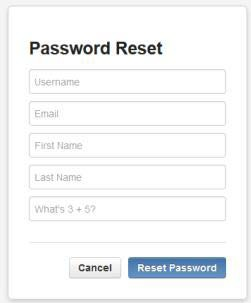 Password Reset
Username
Email
First Name
Last Name
What's 3 + 5?
Cancel Reset Password